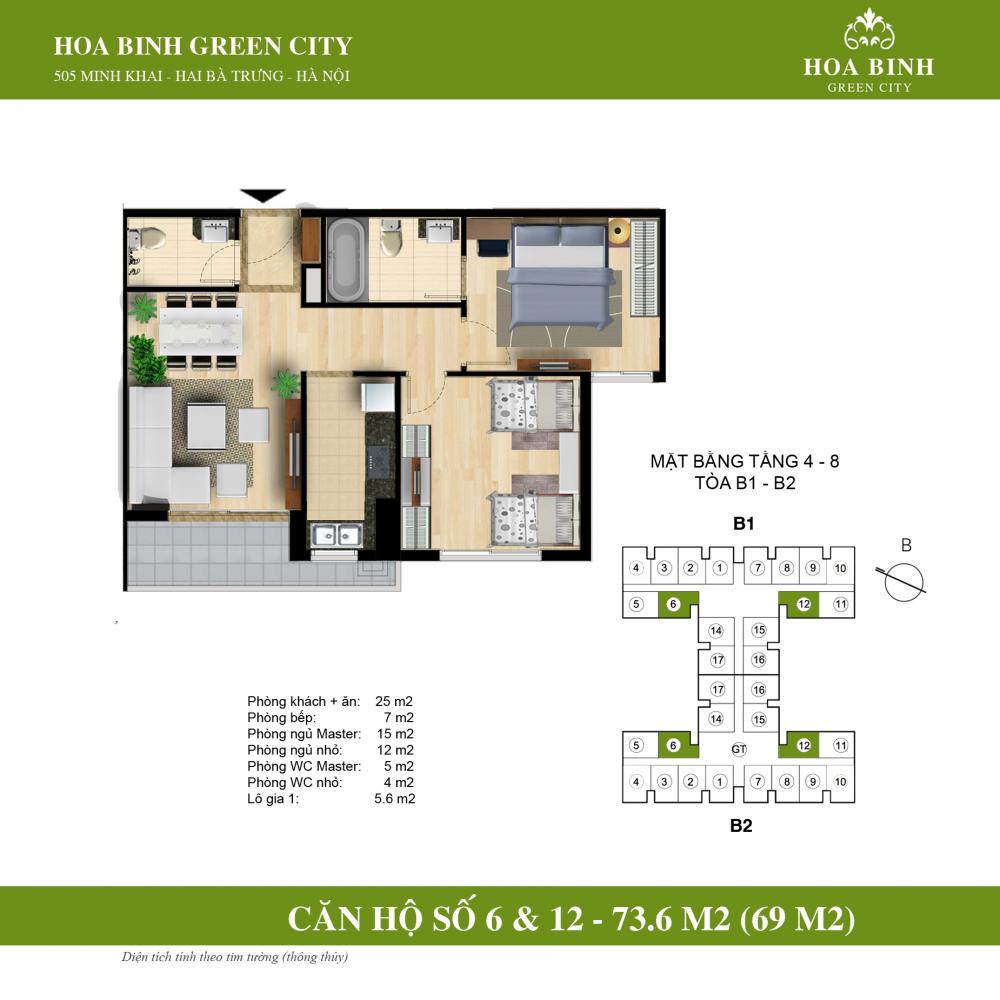 HOA BINH GREEN CITY
505 MINH KHAI - HAI BÀ TRƯNG - HÀ NỘI
HOA BINH
GREEN CITY
MẶT BẰNG TẦNG 4 - 8
TÒA B1 - B2
B1
B
4 3 2 1 7 8 9 10
5 6 12 11
14 15
17 16
17 16
14 15
5 6 GT 12 11
4 3 2 1 7 8 9 10
B2
Phòng khách + ăn: 25 m2
Phòng bếp: 7 m2
Phòng ngủ Master: 15 m2
Phòng ngủ nhỏ: 12 m2
Phòng WC Master: 5 m2
Phòng WC nhỏ: 4 m2
Lô gia 1: 5.6 m2
CĂN HỘ SỐ 6 & 12 - 73.6 M2 (69 M2)
Diện tích tính theo tim tường (thông thủy)